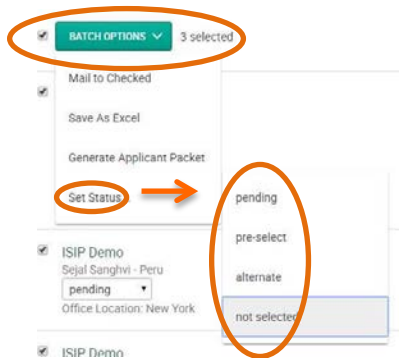 BATCH OPTIONS 3 selected
Mail to Checked
Save As Excel
Generate Applicant Packet
Set Status
pending
pre-select
alternate
not selected
ISIP Demo
Sejal Sanghvi - Peru
pending
Office Location: New York
ISIP Demo